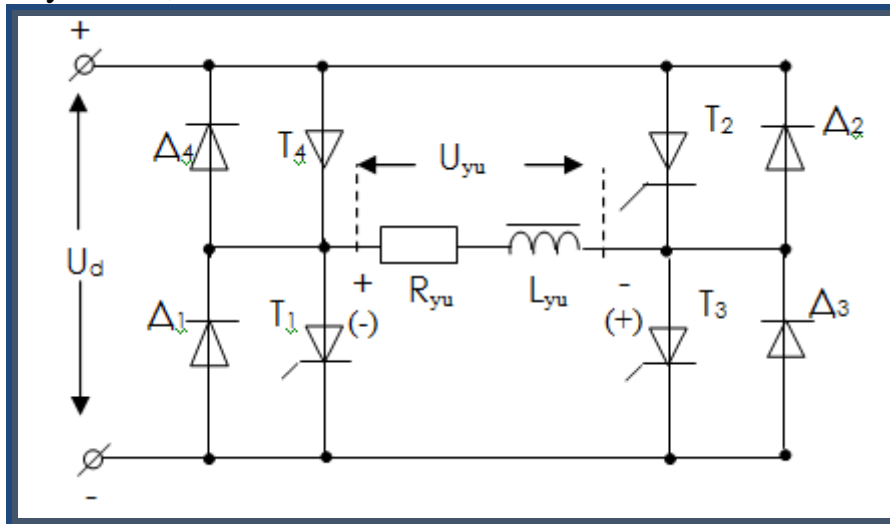 +
Δ4 T4 Uyu T2 Δ2
Ud
Δ1 T1 + (-) Ryu Lyu - (+) T3 Δ3
-